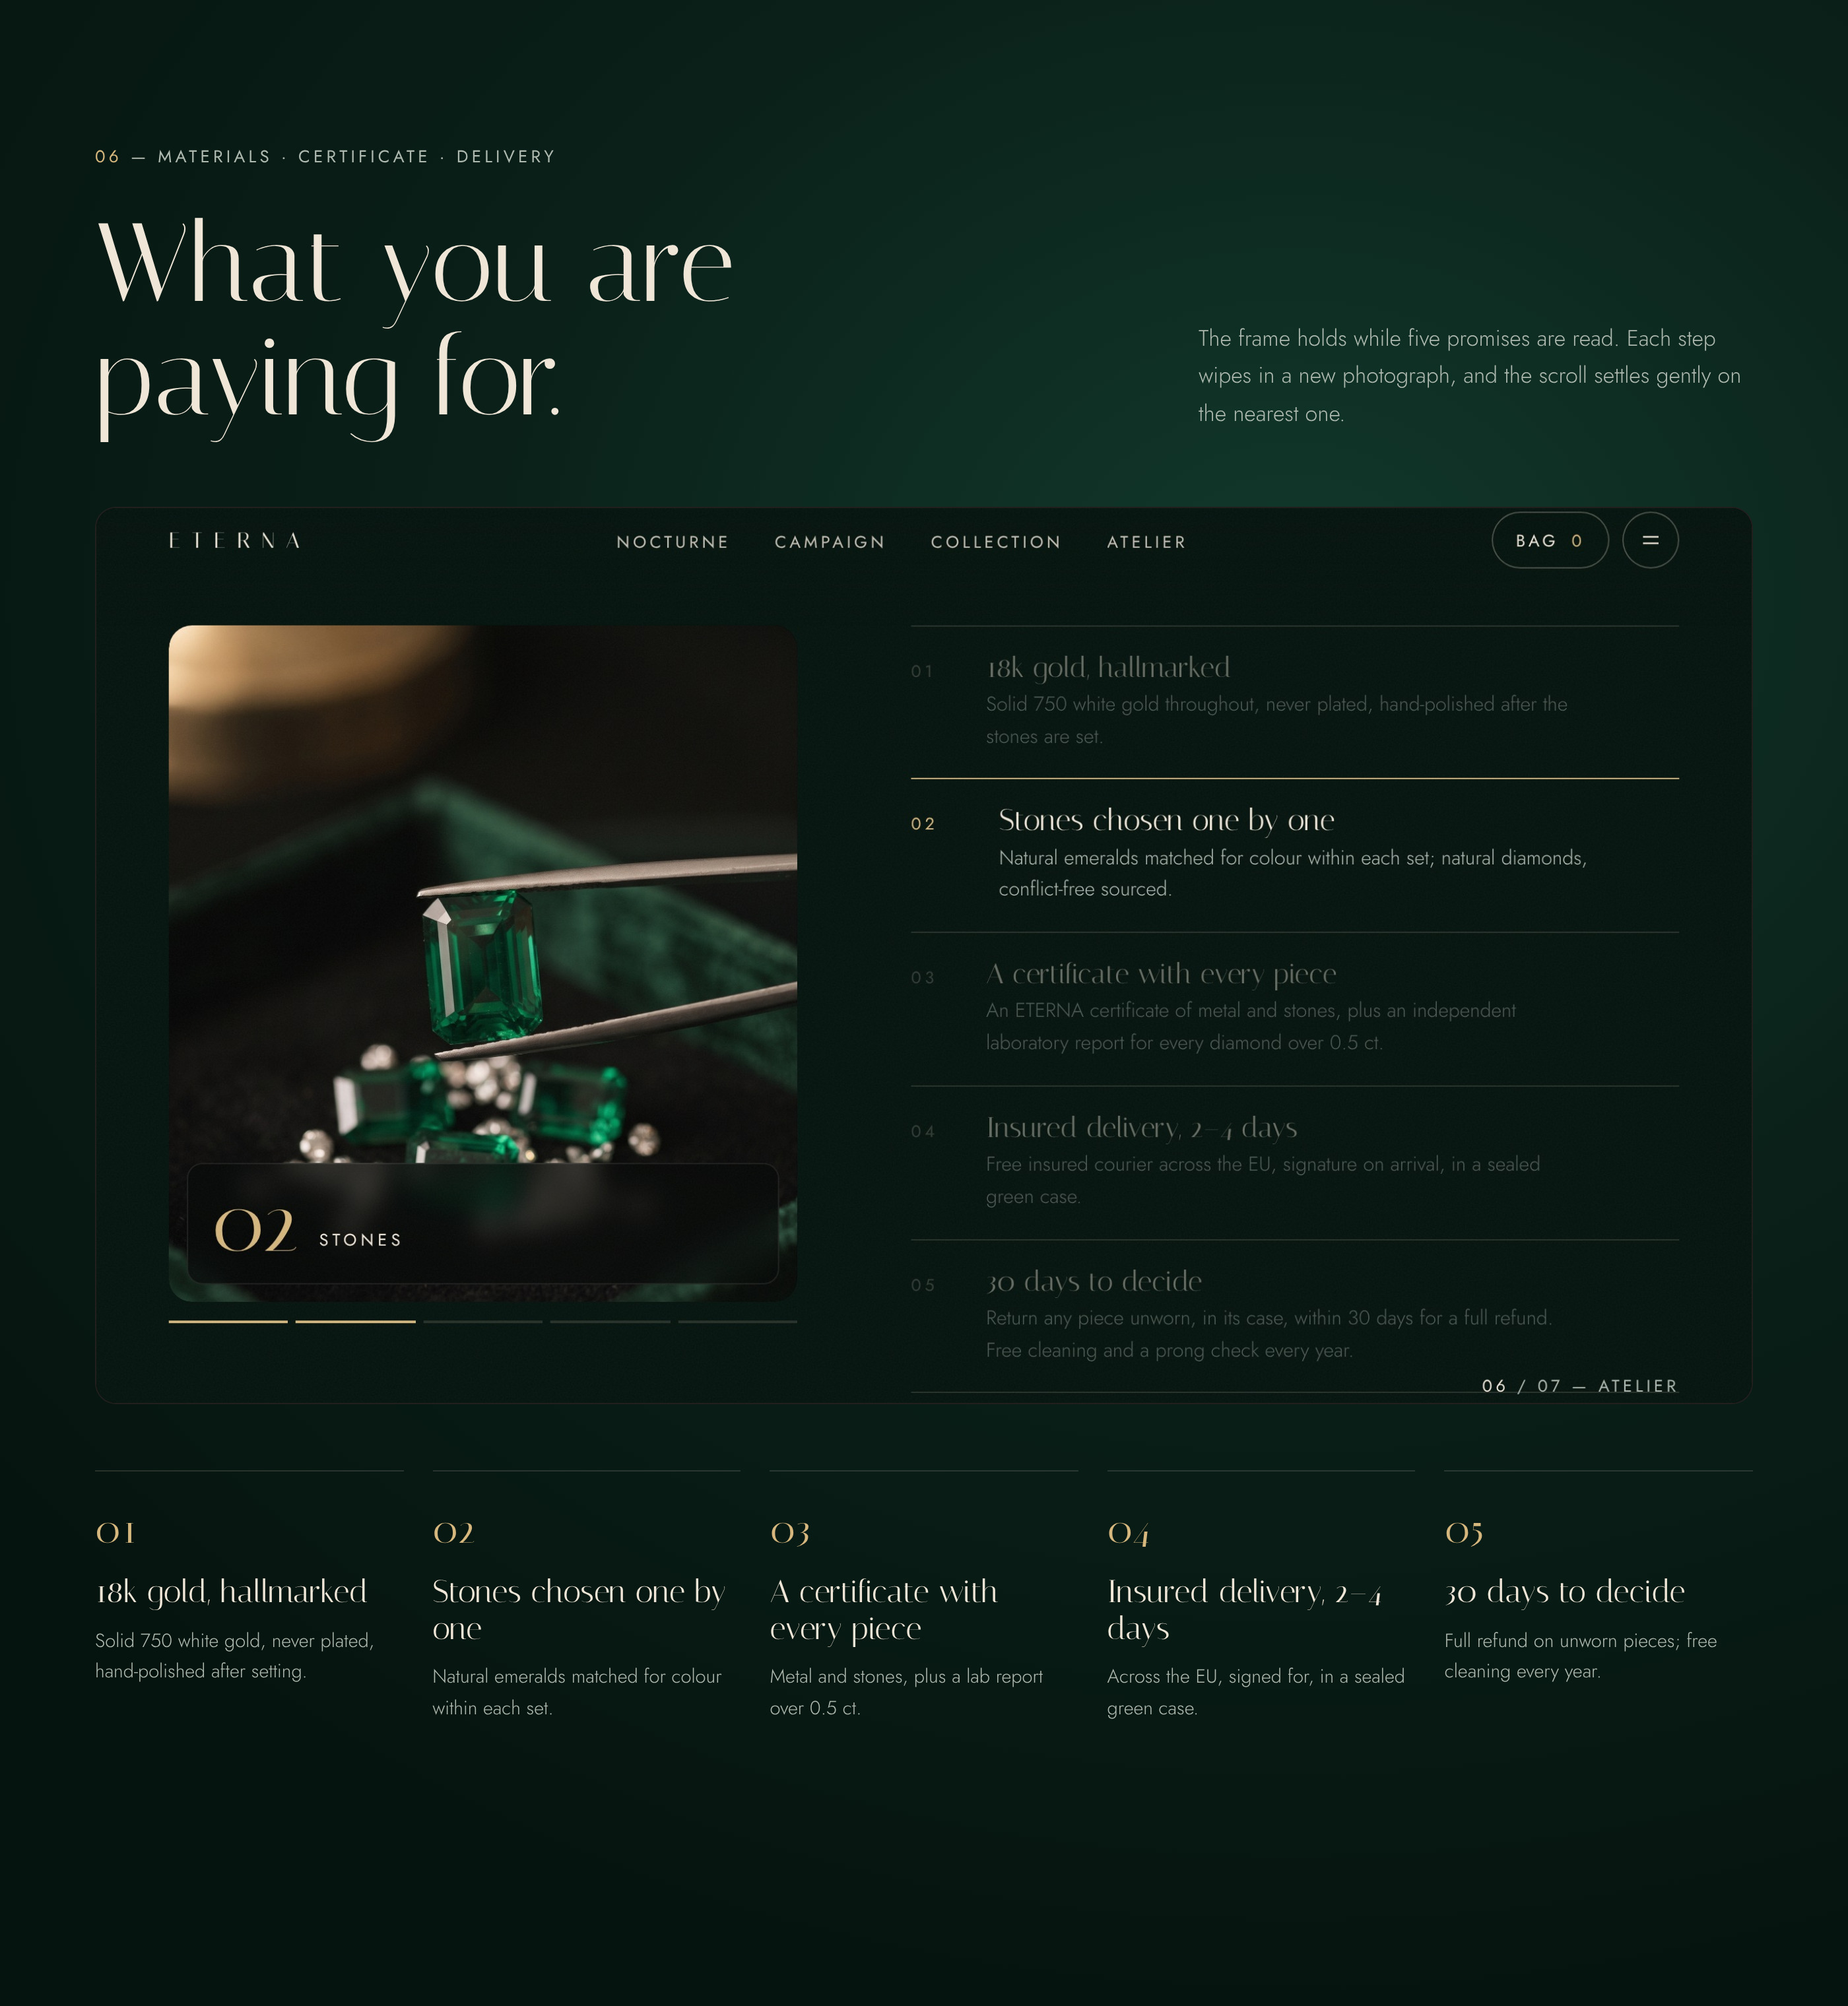 06 — MATERIALS · CERTIFICATE · DELIVERY
What you are
paying for.
The frame holds while five promises are read. Each step
wipes in a new photograph, and the scroll settles gently on
the nearest one.
ETERNA
NOCTURNE CAMPAIGN COLLECTION ATELIER
BAG 0
01 18k gold, hallmarked
Solid 750 white gold throughout, never plated, hand-polished after the
stones are set.
02 Stones chosen one by one
Natural emeralds matched for colour within each set; natural diamonds,
conflict-free sourced.
03 A certificate with every piece
An ETERNA certificate of metal and stones, plus an independent
laboratory report for every diamond over 0.5 ct.
04 Insured delivery, 2–4 days
Free insured courier across the EU, signature on arrival, in a sealed
green case.
05 30 days to decide
Return any piece unworn, in its case, within 30 days for a full refund.
Free cleaning and a prong check every year.
02 STONES
06 / 07 — ATELIER
01
18k gold, hallmarked
Solid 750 white gold, never plated,
hand-polished after setting.
02
Stones chosen one by
one
Natural emeralds matched for colour
within each set.
03
A certificate with
every piece
Metal and stones, plus a lab report
over 0.5 ct.
04
Insured delivery, 2–4
days
Across the EU, signed for, in a sealed
green case.
05
30 days to decide
Full refund on unworn pieces; free
cleaning every year.